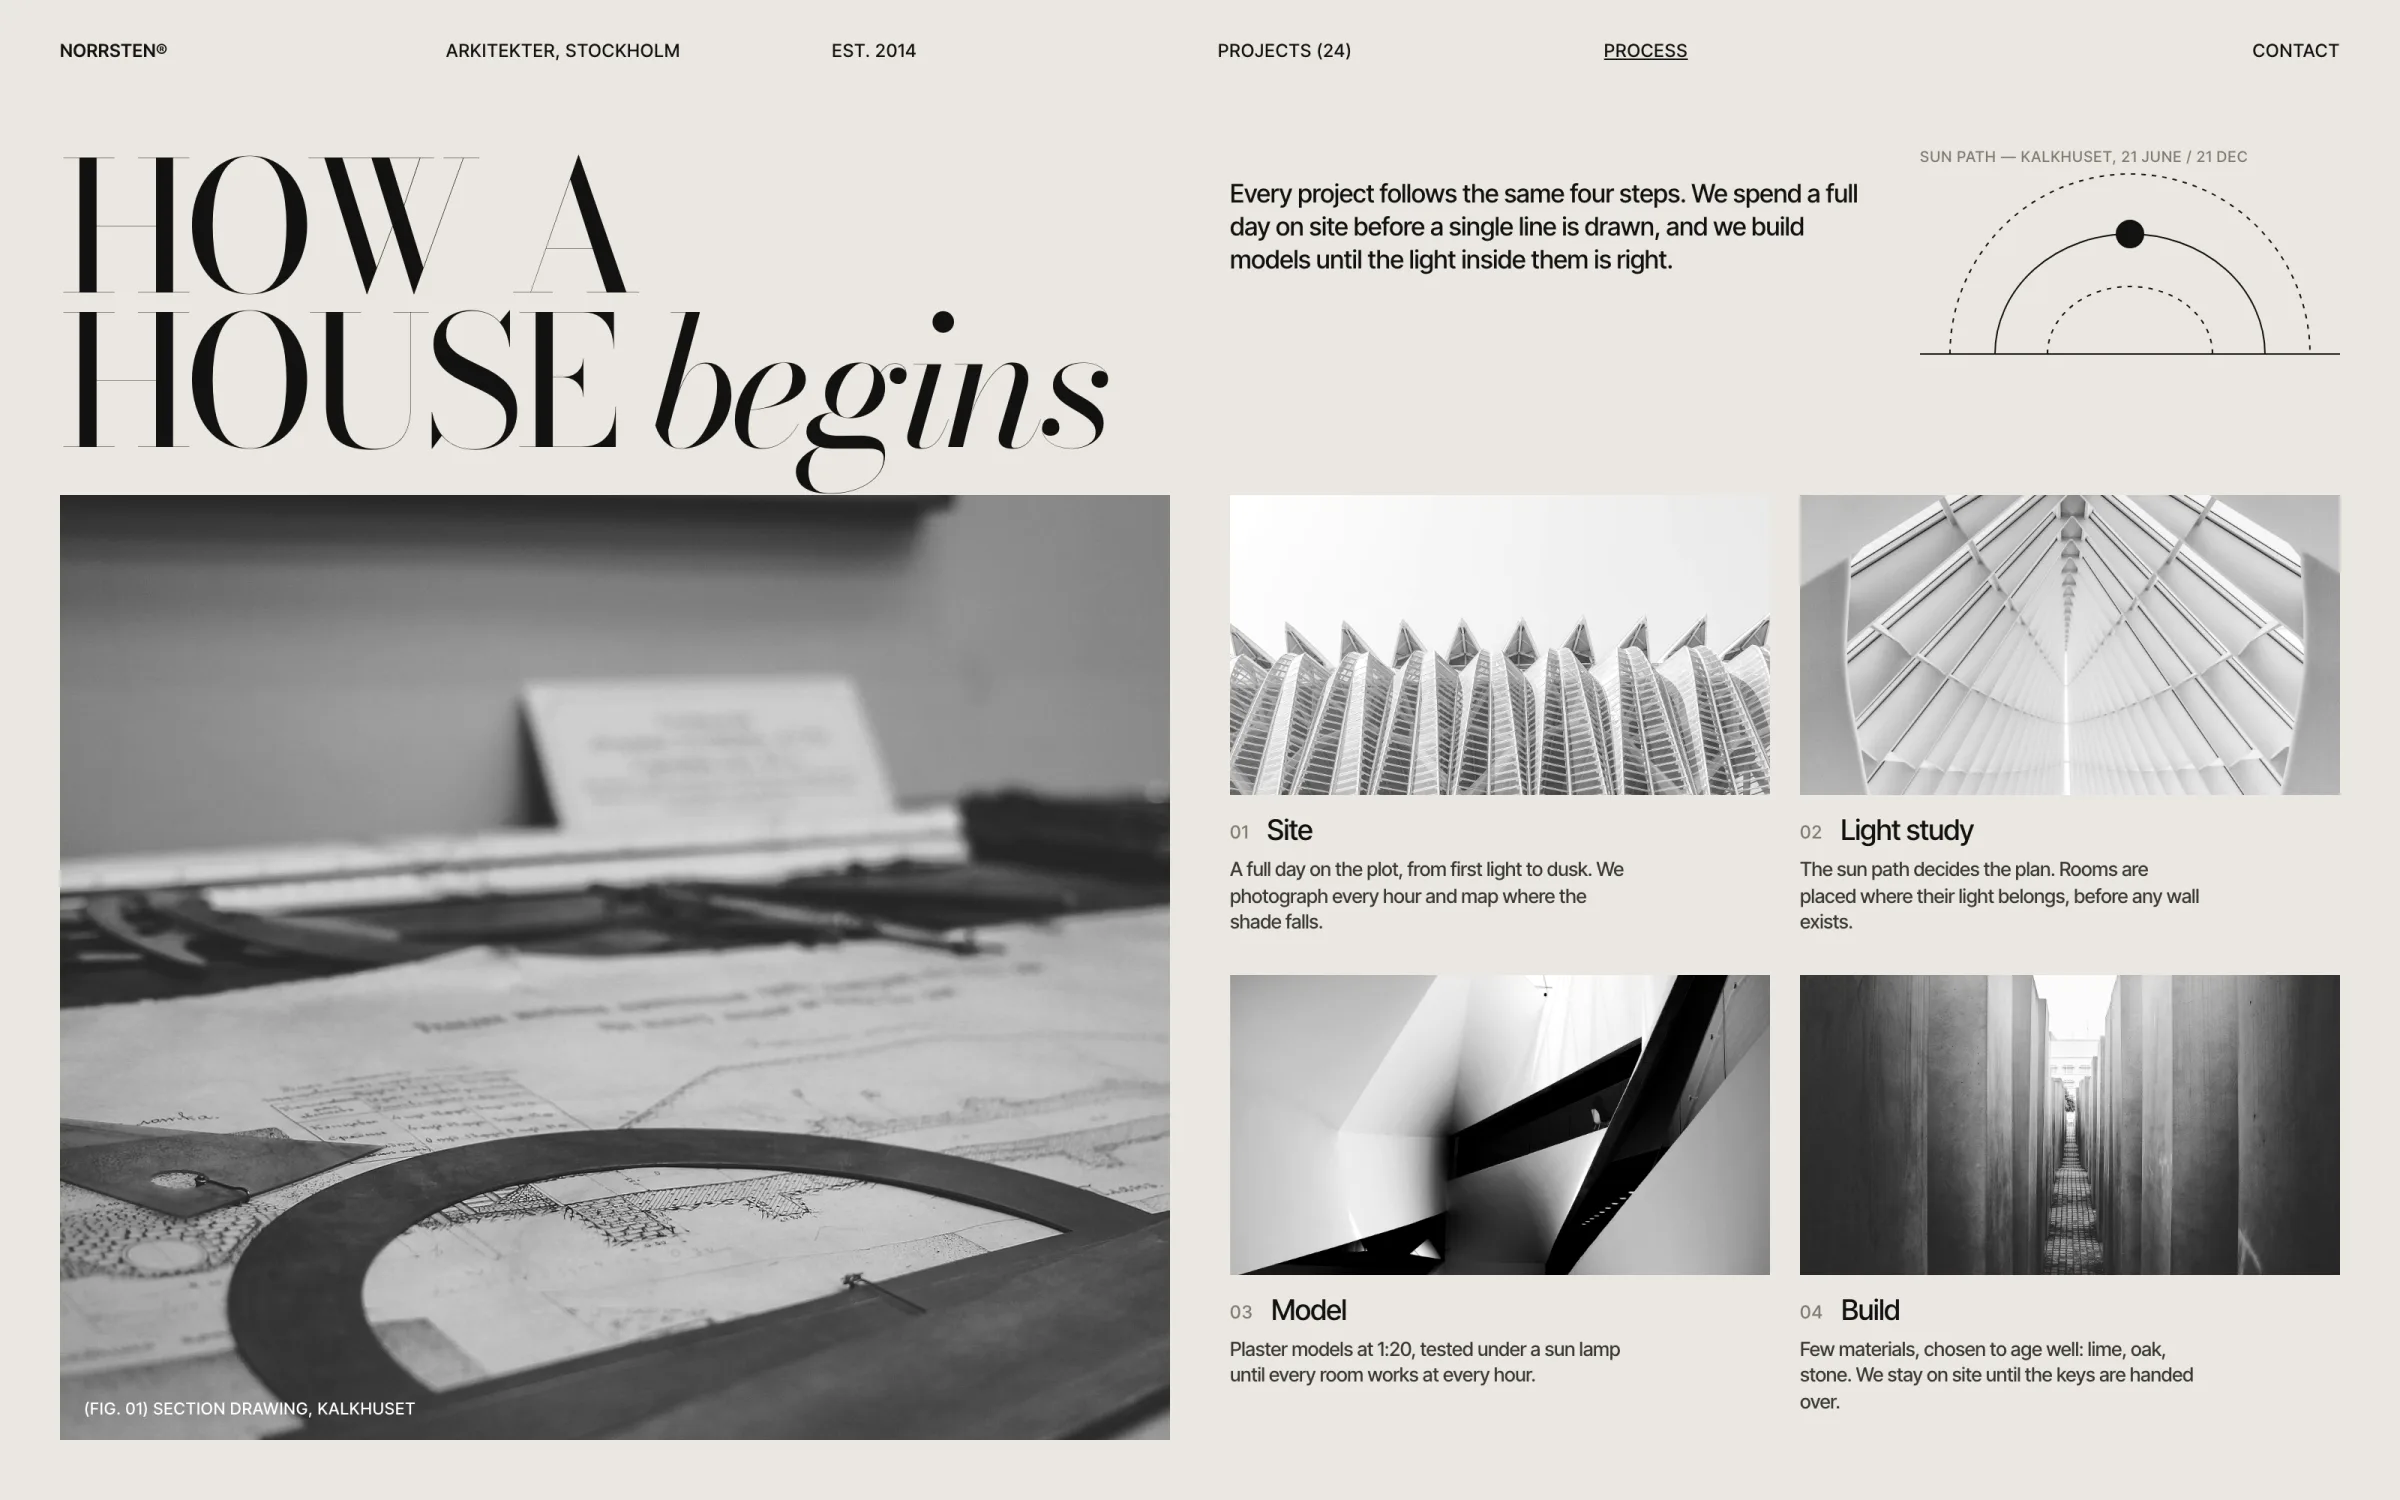 NORRSTEN®
ARKITEKTER, STOCKHOLM
EST. 2014
PROJECTS (24)
PROCESS
CONTACT
HOW A
HOUSE begins
Every project follows the same four steps. We spend a full
day on site before a single line is drawn, and we build
models until the light inside them is right.
SUN PATH — KALKHUSET, 21 JUNE / 21 DEC
(FIG. 01) SECTION DRAWING, KALKHUSET
01 Site
A full day on the plot, from first light to dusk. We
photograph every hour and map where the
shade falls.
02 Light study
The sun path decides the plan. Rooms are
placed where their light belongs, before any wall
exists.
03 Model
Plaster models at 1:20, tested under a sun lamp
until every room works at every hour.
04 Build
Few materials, chosen to age well: lime, oak,
stone. We stay on site until the keys are handed
over.